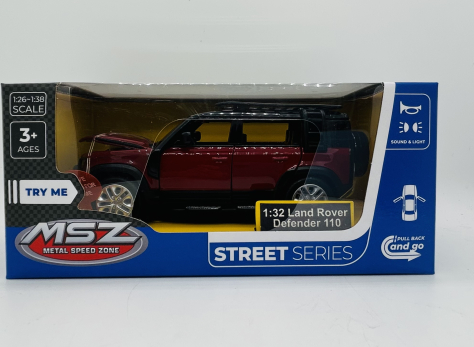 1:26~1:38
SCALE
3+
AGES
TRY ME
MSZ
METAL SPEED ZONE
1:32 Land Rover
Defender 110
STREET SERIES
SOUND & LIGHT
PULL BACK
and go